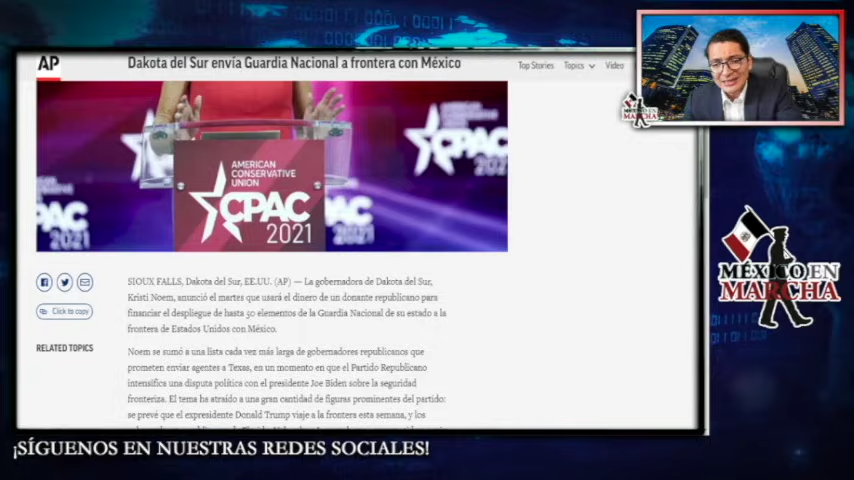 AP
Dakota del Sur envía Guardia Nacional a frontera con México
Top Stories Topics Video
MÉXICO EN
MARCHA
AMERICAN
CONSERVATIVE
UNION
CPAC
2021
CPAC
2021
CPAC
2021
CPAC
2021
MÉXICO EN
MARCHA
Click to copy
RELATED TOPICS
SIOUX FALLS, Dakota del Sur, EE.UU. (AP) — La gobernadora de Dakota del Sur,
Kristi Noem, anunció el martes que usará el dinero de un donante republicano para
financiar el despliegue de hasta 50 elementos de la Guardia Nacional de su estado a la
frontera de Estados Unidos con México.
Noem se sumó a una lista cada vez más larga de gobernadores republicanos que
prometen enviar agentes a Texas, en un momento en que el Partido Republicano
intensifica una disputa política con el presidente Joe Biden sobre la seguridad
fronteriza. El tema ha atraído a una gran cantidad de figuras prominentes del partido:
se prevé que el expresidente Donald Trump viaje a la frontera esta semana, y los
¡SÍGUENOS EN NUESTRAS REDES SOCIALES!